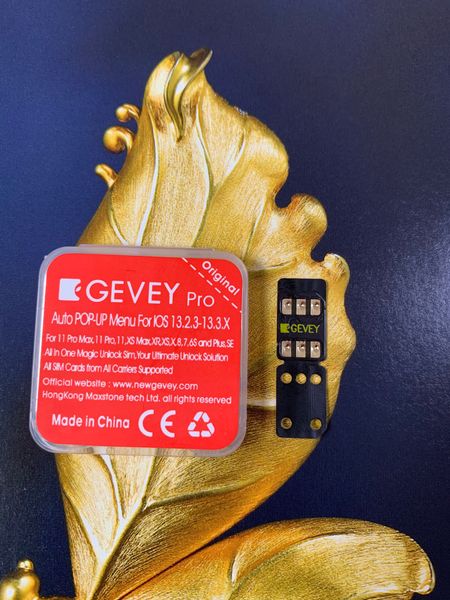 Original
GEVEY Pro
Auto POP-UP Menu For IOS 13.2.3-13.3.X
For 11 Pro Max,11 Pro,11,XS Max,XR,XS,X,8,7,6S and Plus,SE
All In One Magic Unlock Sim,Your Ultimate Unlock Solution
All SIM Cards from All Carriers Supported
Official website : www.newgevey.com
HongKong Maxstone tech Ltd. all rights reserved
Made in China CE
GEVEY